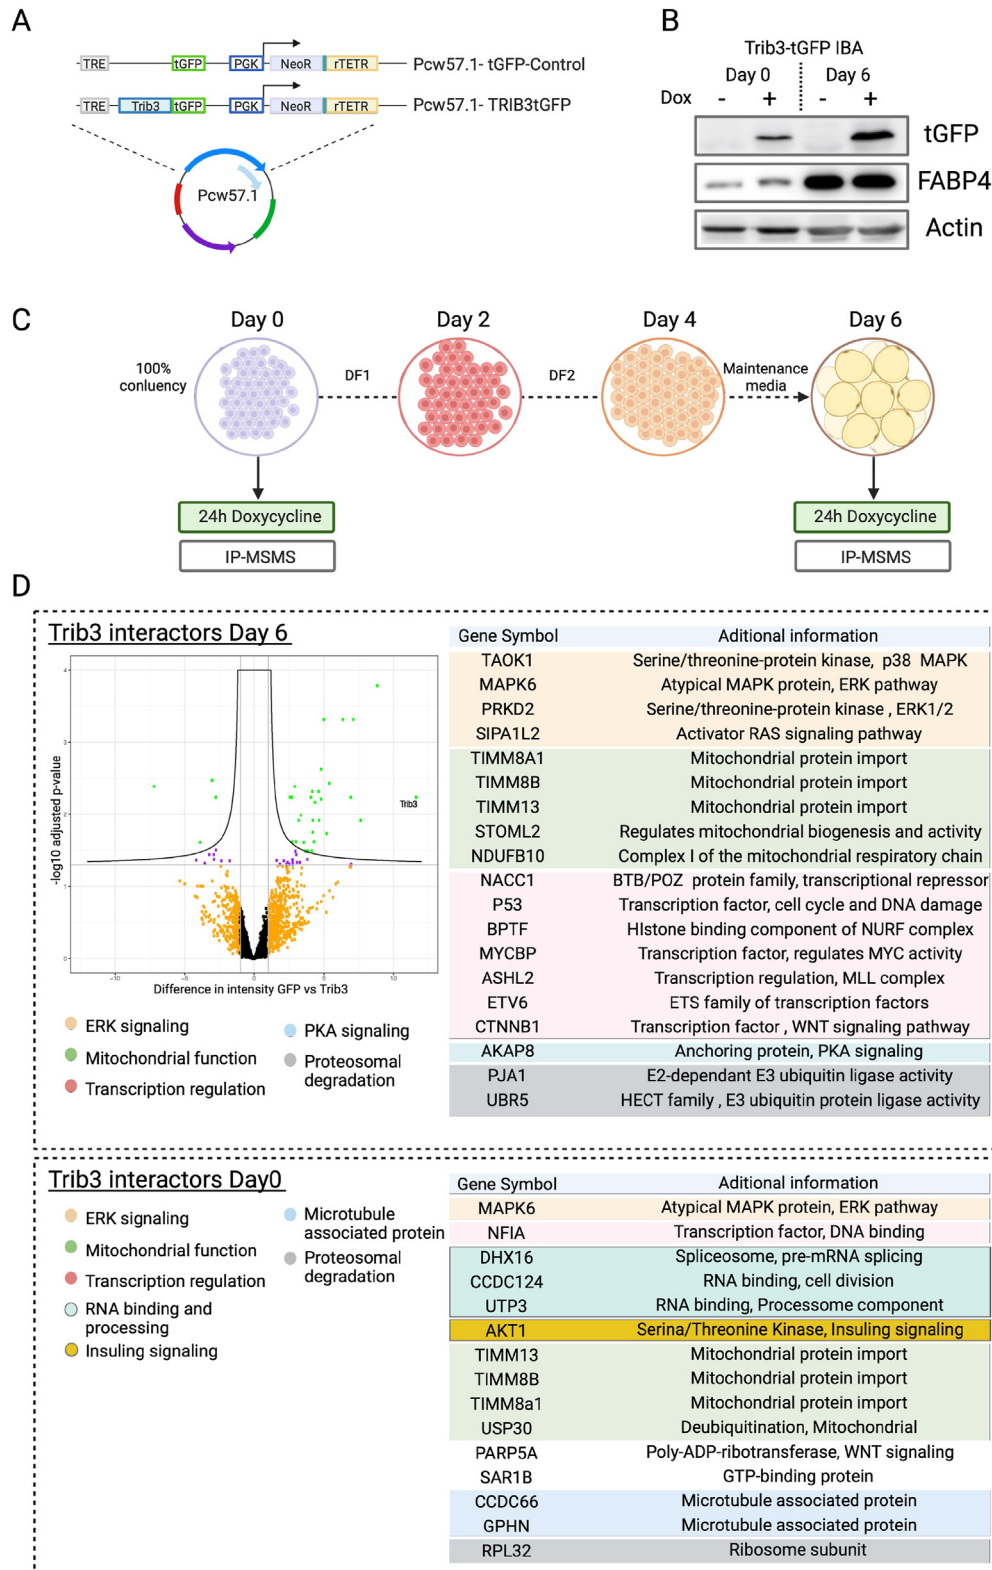 A
TRE tGFP PGK NeoR rTETR Pcw57.1- tGFP-Control
TRE Trib3 tGFP PGK NeoR rTETR Pcw57.1- TRIB3tGFP
Pcw57.1
B
Trib3-tGFP IBA
Day 0 Day 6
Dox - + - +
tGFP
FABP4
Actin
C
Day 0 Day 2 Day 4 Day 6
100%
conluency
DF1
DF2
Maintenance
media
24h Doxycycline
IP-MSMS
24h Doxycycline
IP-MSMS
D
Trib3 interactors Day 6
-log10 adjusted p-value
4
3
2
1
0
Trib3
-10 -5 0 5 10
Difference in intensity GFP vs Trib3
ERK signaling
Mitochondrial function
Transcription regulation
PKA signaling
Proteosomal
degradation
Gene Symbol Aditional information
TAOK1 Serine/threonine-protein kinase, p38 MAPK
MAPK6 Atypical MAPK protein, ERK pathway
PRKD2 Serine/threonine-protein kinase , ERK1/2
SIPA1L2 Activator RAS signaling pathway
TIMM8A1 Mitochondrial protein import
TIMM8B Mitochondrial protein import
TIMM13 Mitochondrial protein import
STOML2 Regulates mitochondrial biogenesis and activity
NDUFB10 Complex I of the mitochondrial respiratory chain
NACC1 BTB/POZ protein family, transcriptional repressor
P53 Transcription factor, cell cycle and DNA damage
BPTF HIstone binding component of NURF complex
MYCBP Transcription factor, regulates MYC activity
ASHL2 Transcription regulation, MLL complex
ETV6 ETS family of transcription factors
CTNNB1 Transcription factor , WNT signaling pathway
AKAP8 Anchoring protein, PKA signaling
PJA1 E2-dependant E3 ubiquitin ligase activity
UBR5 HECT family , E3 ubiquitin protein ligase activity
Trib3 interactors Day0
ERK signaling
Mitochondrial function
Transcription regulation
RNA binding and
processing
Insuling signaling
Microtubule
associated protein
Proteosomal
degradation
Gene Symbol Aditional information
MAPK6 Atypical MAPK protein, ERK pathway
NFIA Transcription factor, DNA binding
DHX16 Spliceosome, pre-mRNA splicing
CCDC124 RNA binding, cell division
UTP3 RNA binding, Processome component
AKT1 Serina/Threonine Kinase, Insuling signaling
TIMM13 Mitochondrial protein import
TIMM8B Mitochondrial protein import
TIMM8a1 Mitochondrial protein import
USP30 Deubiquitination, Mitochondrial
PARP5A Poly-ADP-ribotransferase, WNT signaling
SAR1B GTP-binding protein
CCDC66 Microtubule associated protein
GPHN Microtubule associated protein
RPL32 Ribosome subunit